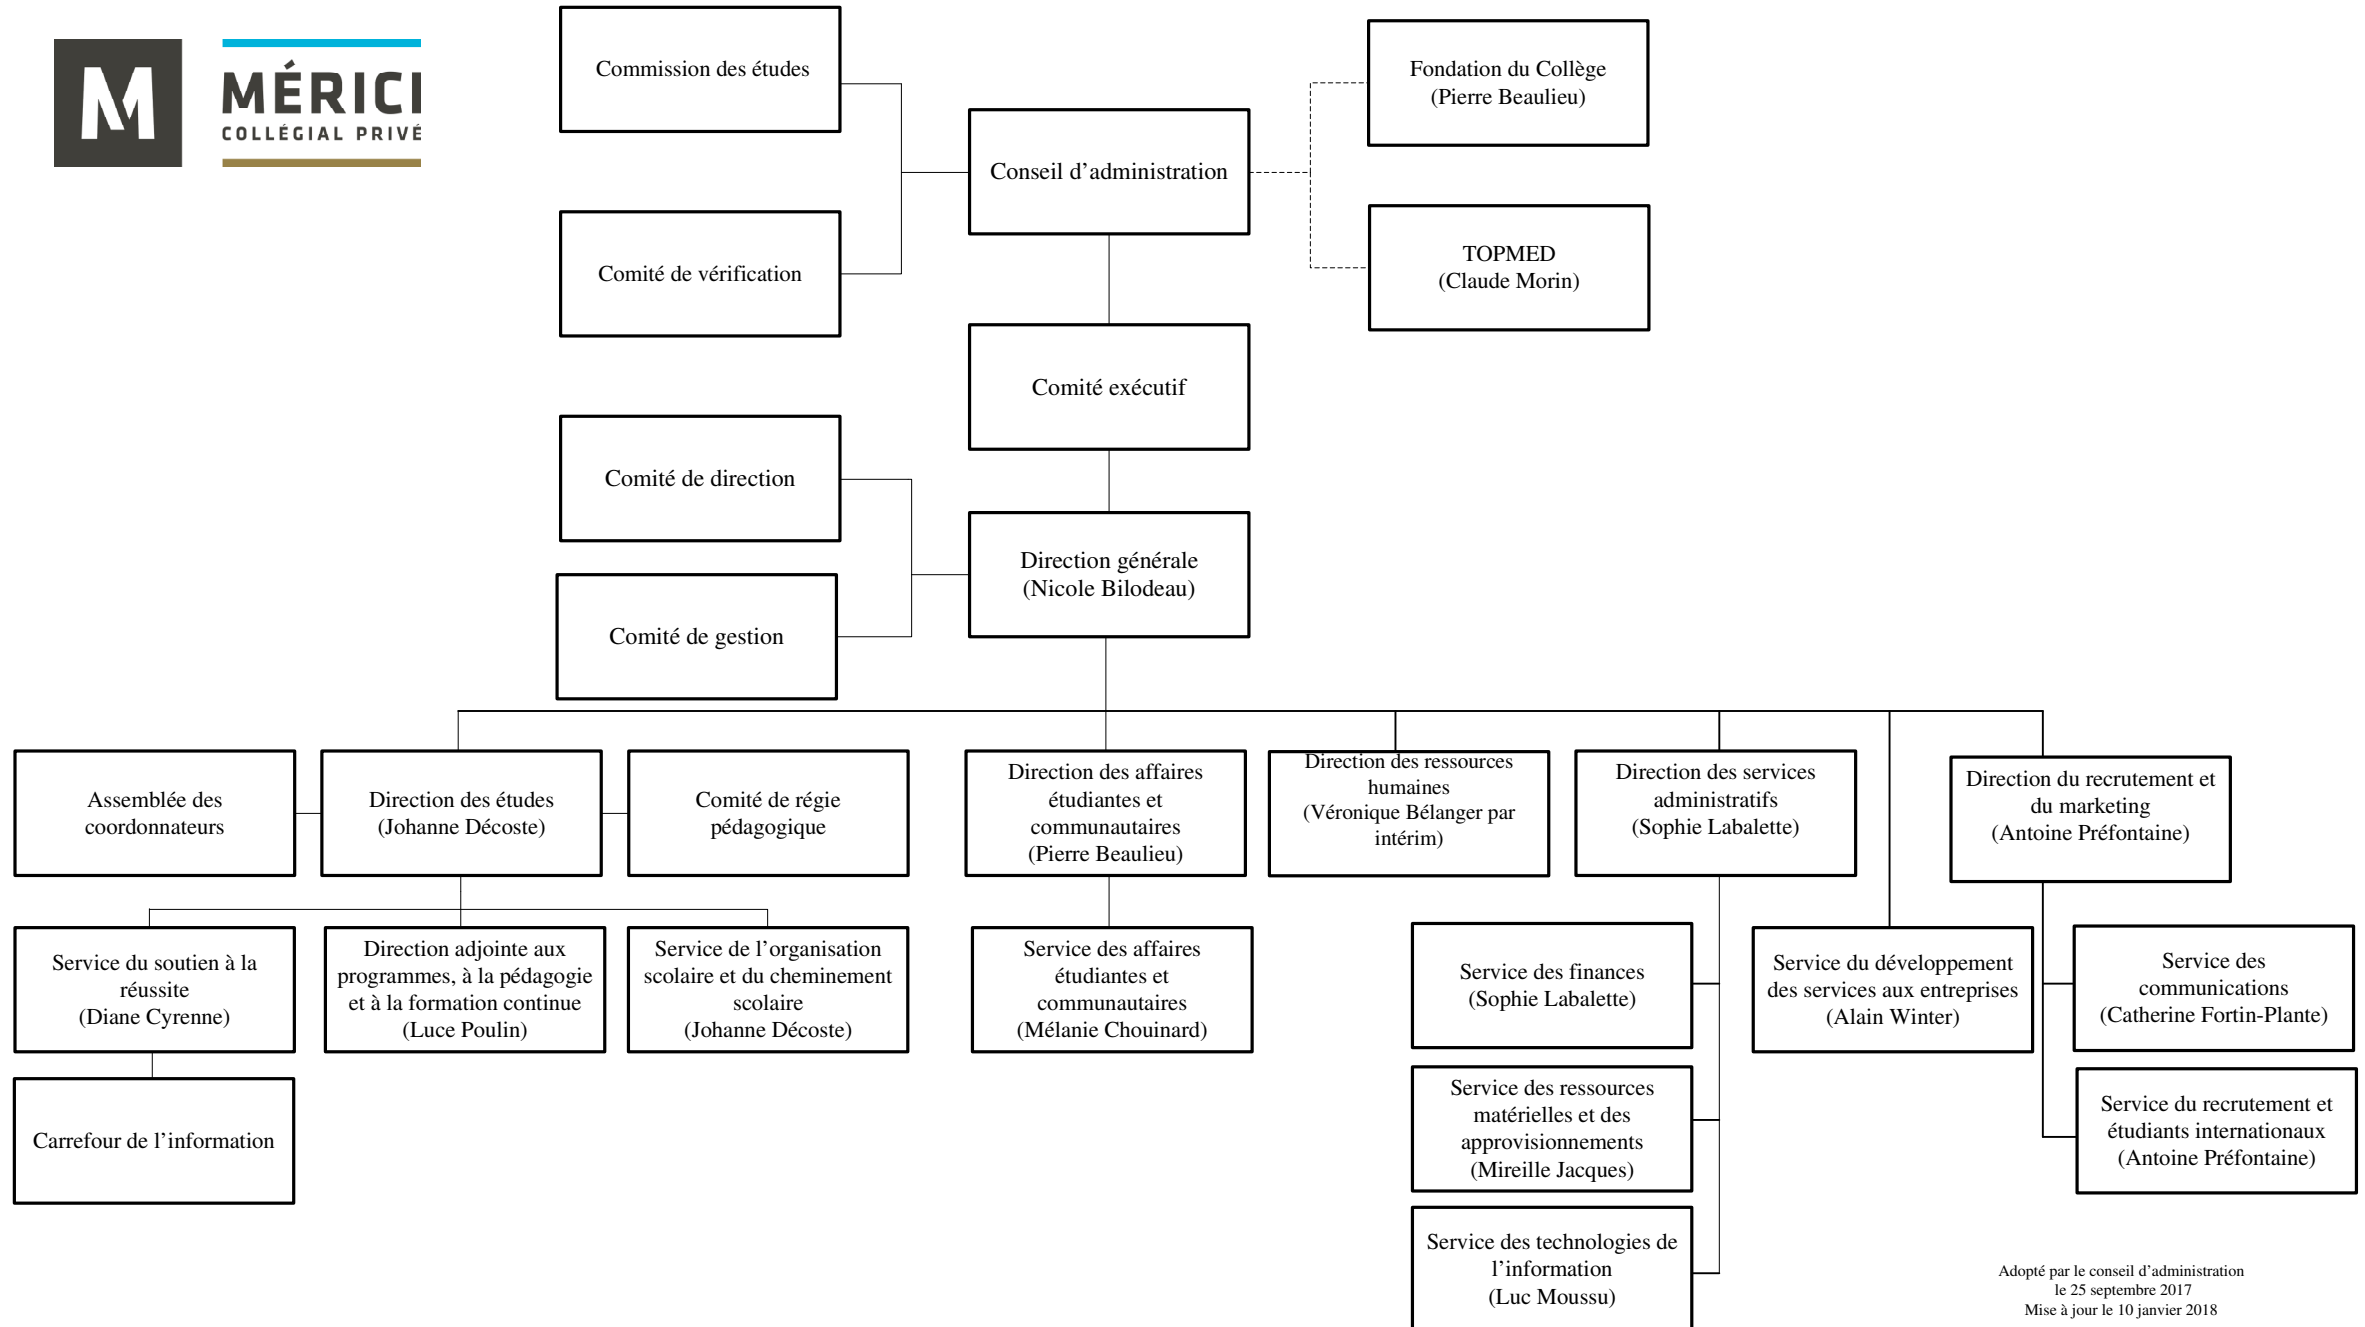 M
MÉRICI
COLLÉGIAL PRIVÉ
Commission des études
Fondation du Collège
(Pierre Beaulieu)
Conseil d’administration
Comité de vérification
TOPMED
(Claude Morin)
Comité exécutif
Comité de direction
Direction générale
(Nicole Bilodeau)
Comité de gestion
Assemblée des
coordonnateurs
Direction des études
(Johanne Décoste)
Comité de régie
pédagogique
Direction des affaires
étudiantes et
communautaires
(Pierre Beaulieu)
Direction des ressources
humaines
(Véronique Bélanger par
intérim)
Direction des services
administratifs
(Sophie Labalette)
Direction du recrutement et
du marketing
(Antoine Préfontaine)
Service du soutien à la
réussite
(Diane Cyrenne)
Direction adjointe aux
programmes, à la pédagogie
et à la formation continue
(Luce Poulin)
Service de l’organisation
scolaire et du cheminement
scolaire
(Johanne Décoste)
Service des affaires
étudiantes et
communautaires
(Mélanie Chouinard)
Service des finances
(Sophie Labalette)
Service du développement
des services aux entreprises
(Alain Winter)
Service des
communications
(Catherine Fortin-Plante)
Carrefour de l’information
Service des ressources
matérielles et des
approvisionnements
(Mireille Jacques)
Service du recrutement et
étudiants internationaux
(Antoine Préfontaine)
Service des technologies de
l’information
(Luc Moussu)
Adopté par le conseil d’administration
le 25 septembre 2017
Mise à jour le 10 janvier 2018